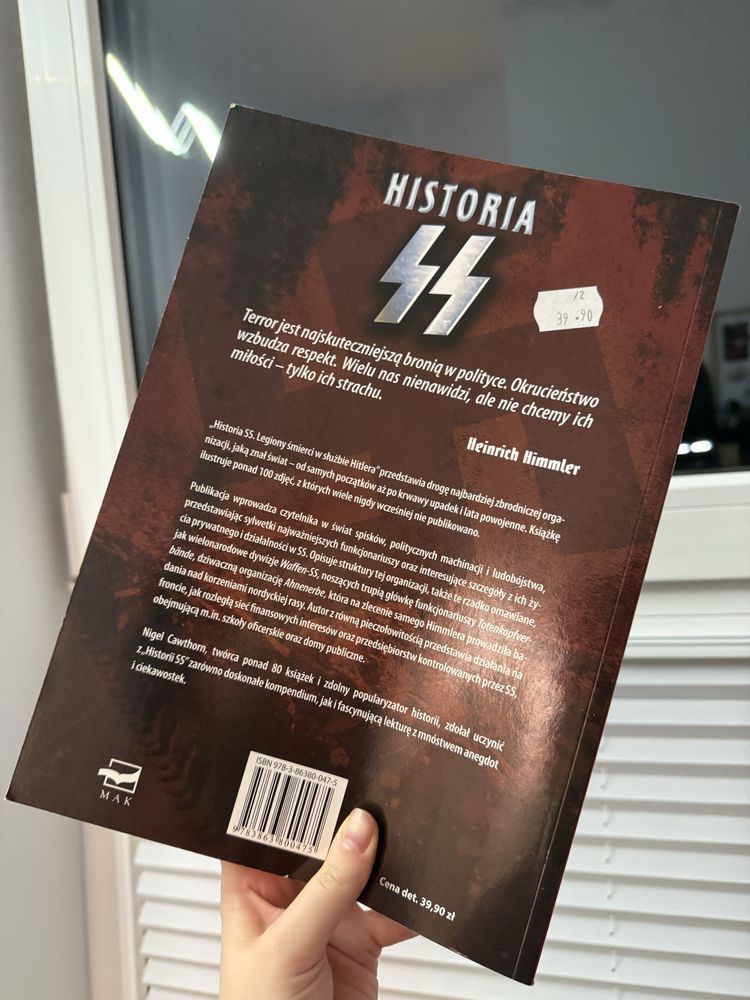 HISTORIA
SS
12
39.90
Terror jest najskuteczniejszą bronią w polityce. Okrucieństwo
wzbudza respekt. Wielu nas nienawidzi, ale nie chcemy ich
miłości – tylko ich strachu.
Heinrich Himmler
„Historia SS. Legiony śmierci w służbie Hitlera” przedstawia drogę najbardziej zbrodniczej orga-
nizacji, jaką znał świat – od samych początków aż po krwawy upadek i lata powojenne. Książkę
ilustruje ponad 100 zdjęć, z których wiele nigdy wcześniej nie publikowano.
Publikacja wprowadza czytelnika w świat spisków, politycznych machinacji i ludobójstwa,
przedstawiając sylwetki najważniejszych funkcjonariuszy oraz interesujące szczegóły z ich ży-
cia prywatnego i działalności w SS. Opisuje struktury tej organizacji, także te rzadko omawiane,
jak wielonarodowe dywizje Waffen-SS, noszących trupią główkę funkcjonariuszy Totenkopfver-
bände, dziwaczną organizację Ahnenerbe, która na zlecenie samego Himmlera prowadziła ba-
dania nad korzeniami nordyckiej rasy. Autor z równą pieczołowitością przedstawia działania na
froncie, jak rozległą sieć finansowych interesów oraz przedsiębiorstw kontrolowanych przez SS,
obejmującą m.in. szkoły oficerskie oraz domy publiczne.
Nigel Cawthorn, twórca ponad 80 książek i zdolny popularyzator historii, zdołał uczynić
z „Historii SS” zarówno doskonałe kompendium, jak i fascynującą lekturę z mnóstwem anegdot
i ciekawostek.
MAK
ISBN 978-3-86380-047-5
9 783863 800475
Cena det. 39,90 zł